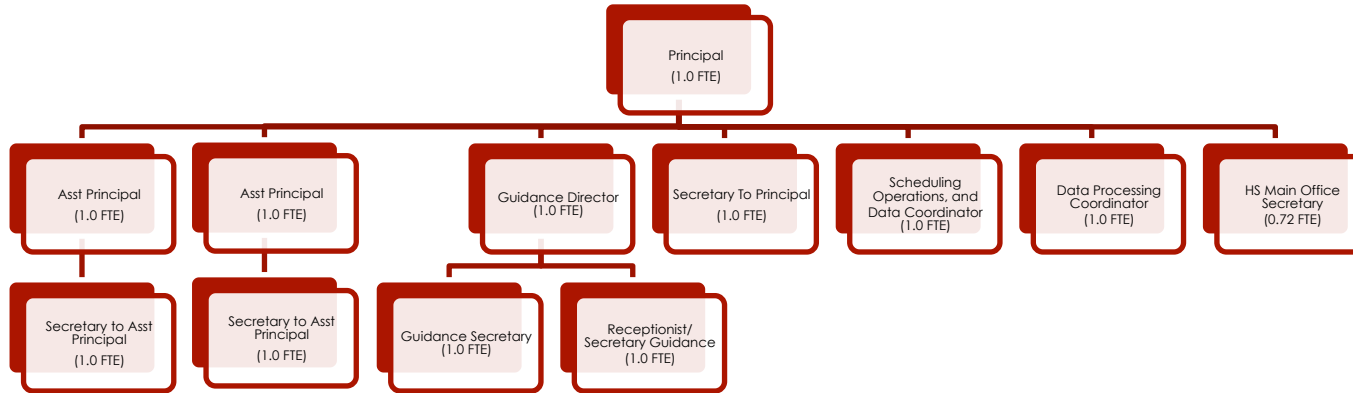 Principal
(1.0 FTE)
Asst Principal
(1.0 FTE)
Asst Principal
(1.0 FTE)
Guidance Director
(1.0 FTE)
Secretary To Principal
(1.0 FTE)
Scheduling
Operations, and
Data Coordinator
(1.0 FTE)
Data Processing
Coordinator
(1.0 FTE)
HS Main Office
Secretary
(0.72 FTE)
Secretary to Asst
Principal
(1.0 FTE)
Secretary to Asst
Principal
(1.0 FTE)
Guidance Secretary
(1.0 FTE)
Receptionist/
Secretary Guidance
(1.0 FTE)